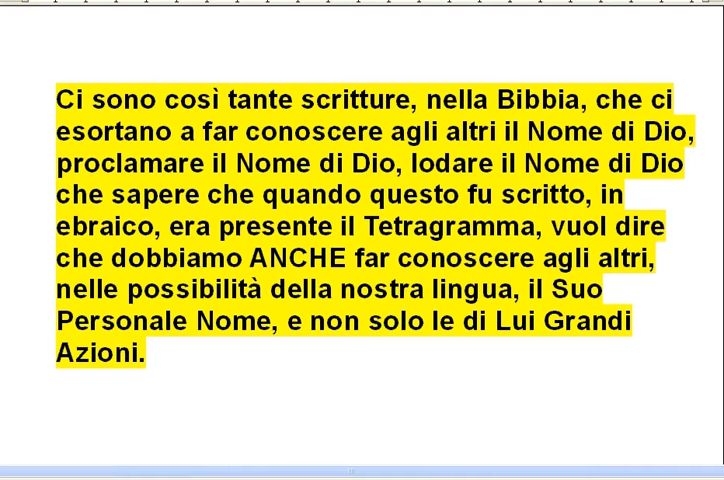 Ci sono così tante scritture, nella Bibbia, che ci
esortano a far conoscere agli altri il Nome di Dio,
proclamare il Nome di Dio, lodare il Nome di Dio
che sapere che quando questo fu scritto, in
ebraico, era presente il Tetragramma, vuol dire
che dobbiamo ANCHE far conoscere agli altri,
nelle possibilità della nostra lingua, il Suo
Personale Nome, e non solo le di Lui Grandi
Azioni.